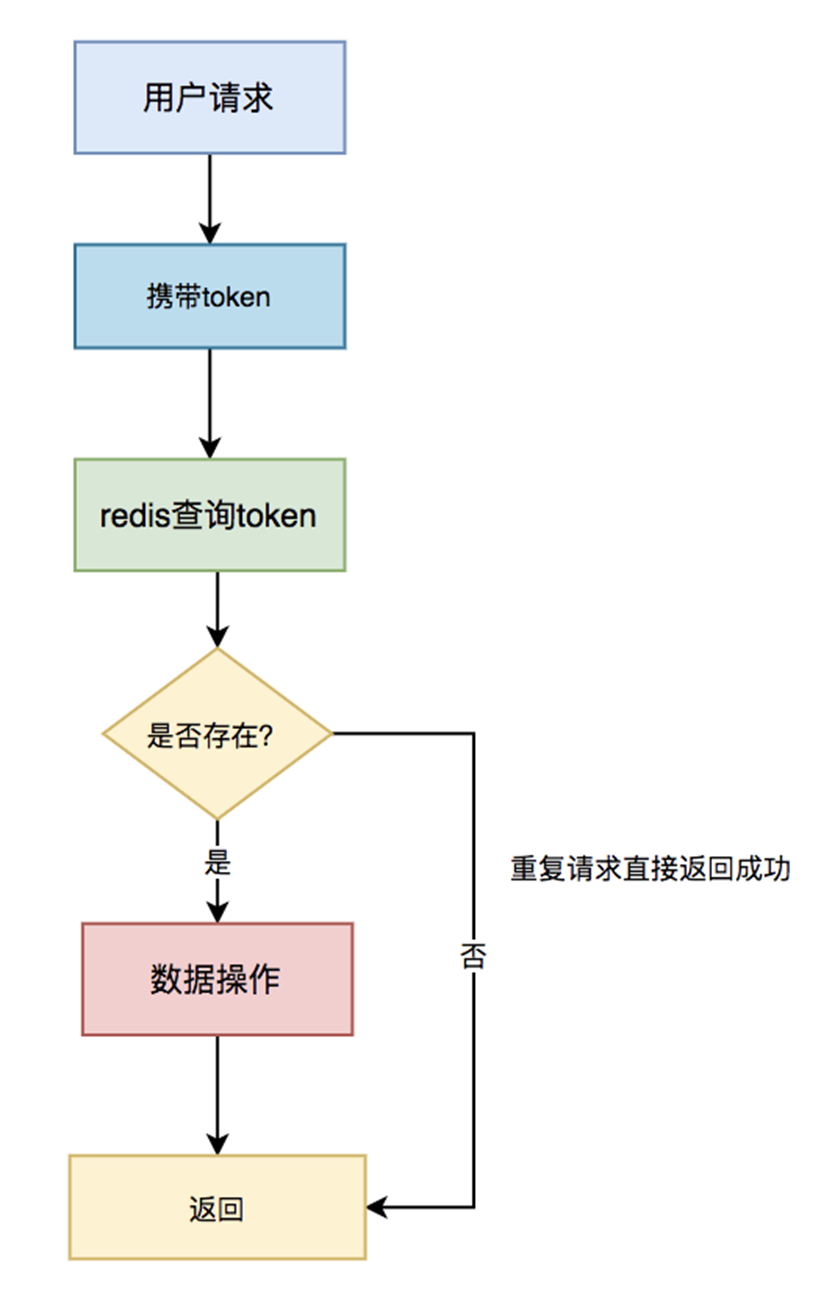 用户请求
携带token
redis查询token
是否存在?
是
重复请求直接返回成功
否
数据操作
返回